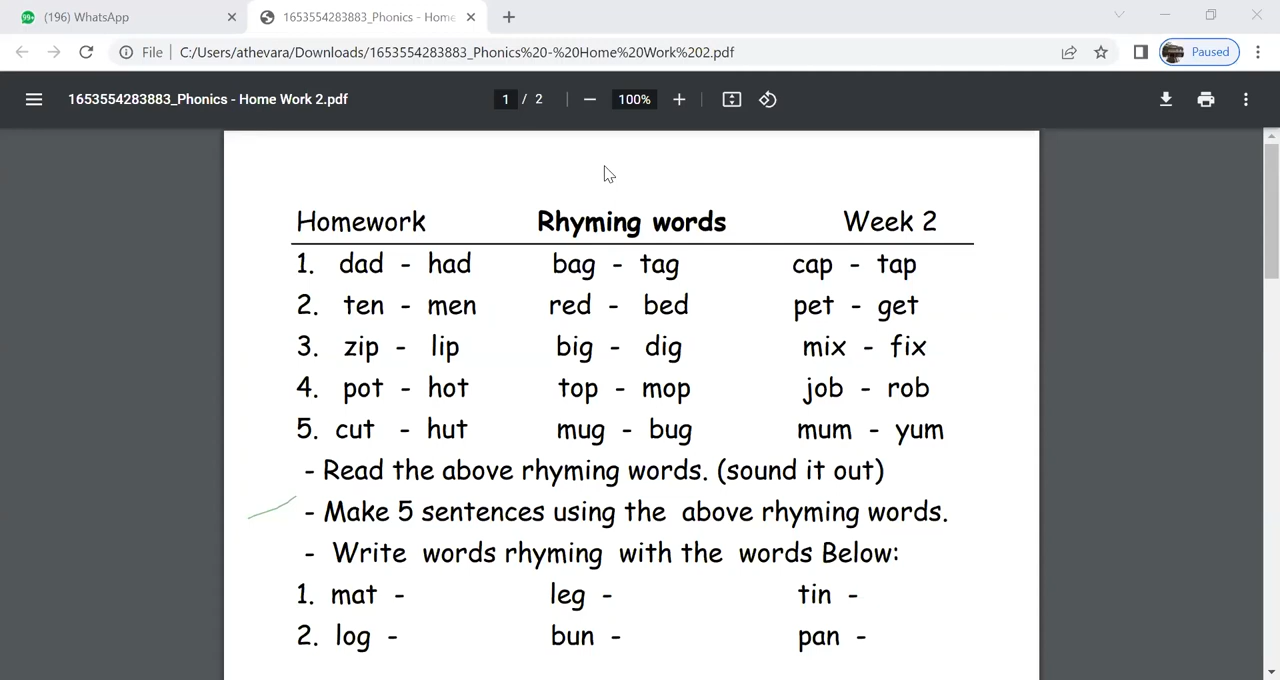 99+ (196) WhatsApp 1653554283883_Phonics - Home
File C:/Users/athevara/Downloads/1653554283883_Phonics%20-%20Home%20Work%202.pdf Paused
1653554283883_Phonics - Home Work 2.pdf 1 / 2 100%
Homework Rhyming words Week 2
1. dad - had bag - tag cap - tap
2. ten - men red - bed pet - get
3. zip - lip big - dig mix - fix
4. pot - hot top - mop job - rob
5. cut - hut mug - bug mum - yum
- Read the above rhyming words. (sound it out)
- Make 5 sentences using the above rhyming words.
- Write words rhyming with the words Below:
1. mat - leg - tin -
2. log - bun - pan -